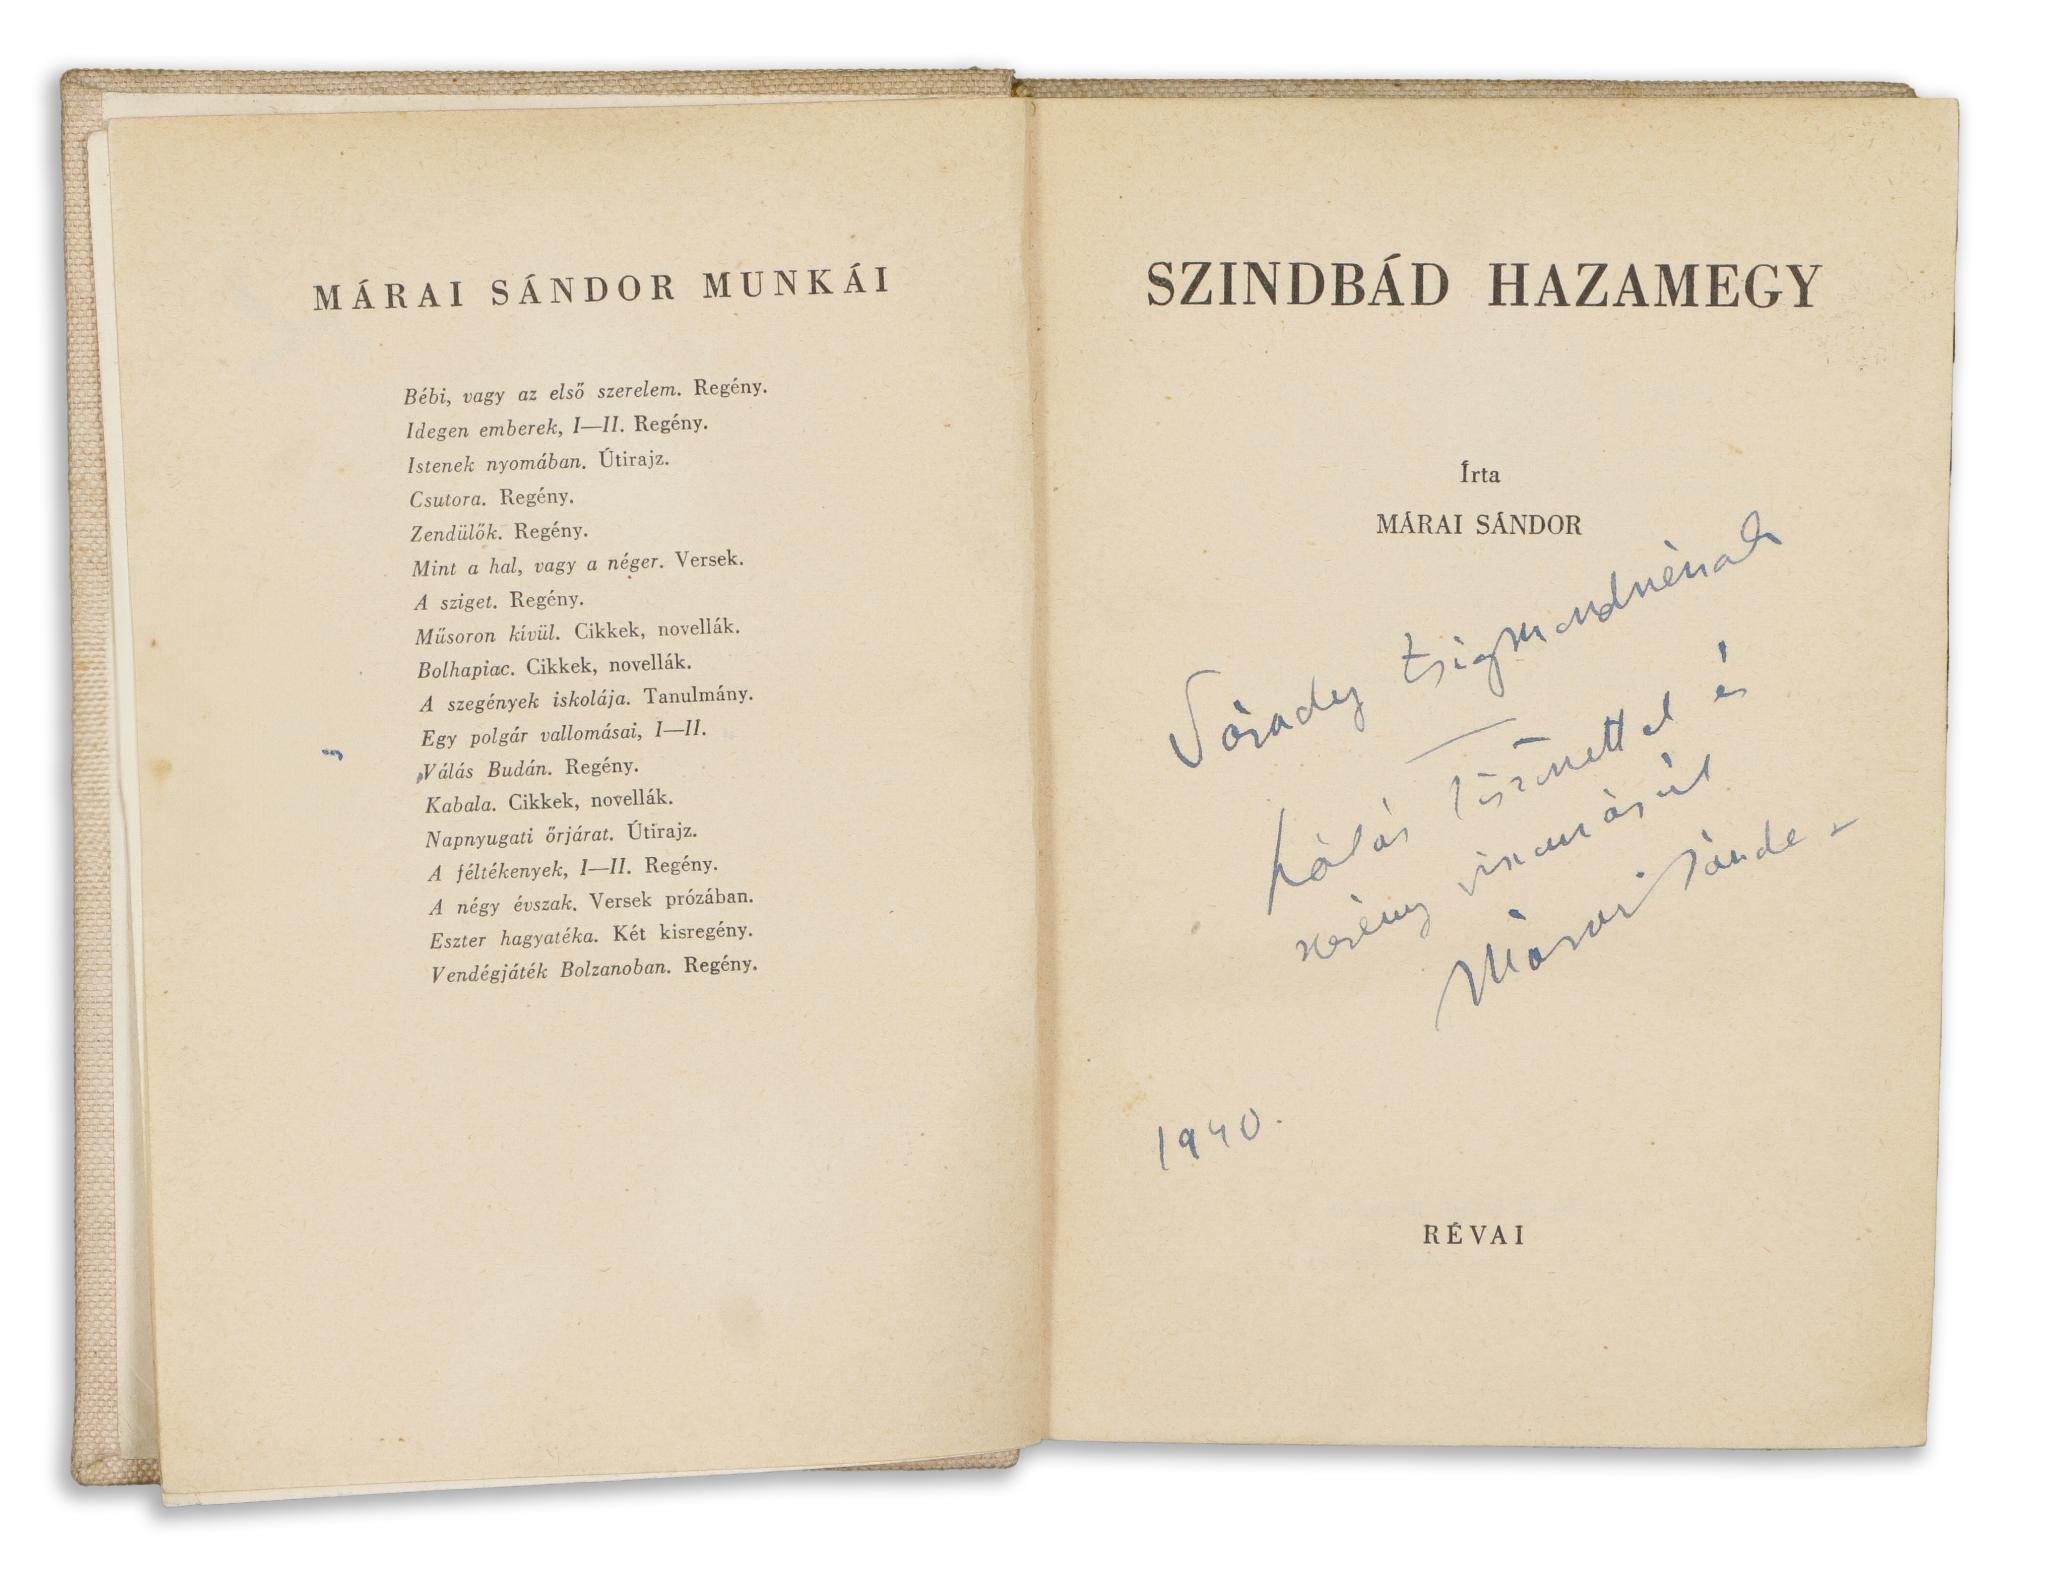 MÁRAI SÁNDOR MUNKÁI
Bébi, vagy az első szerelem. Regény.
Idegen emberek, I—II. Regény.
Istenek nyomában. Útirajz.
Csutora. Regény.
Zendülők. Regény.
Mint a hal, vagy a néger. Versek.
A sziget. Regény.
Műsoron kívül. Cikkek, novellák.
Bolhapiac. Cikkek, novellák.
A szegények iskolája. Tanulmány.
Egy polgár vallomásai, I—II.
Válás Budán. Regény.
Kabala. Cikkek, novellák.
Napnyugati őrjárat. Útirajz.
A féltékenyek, I—II. Regény.
A négy évszak. Versek prózában.
Eszter hagyatéka. Két kisregény.
Vendégjáték Bolzanoban. Regény.
SZINDBÁD HAZAMEGY
Írta
MÁRAI SÁNDOR
Zsigmondnénak
hálás és
szerény
Márai Sándor
1940.
RÉVAI